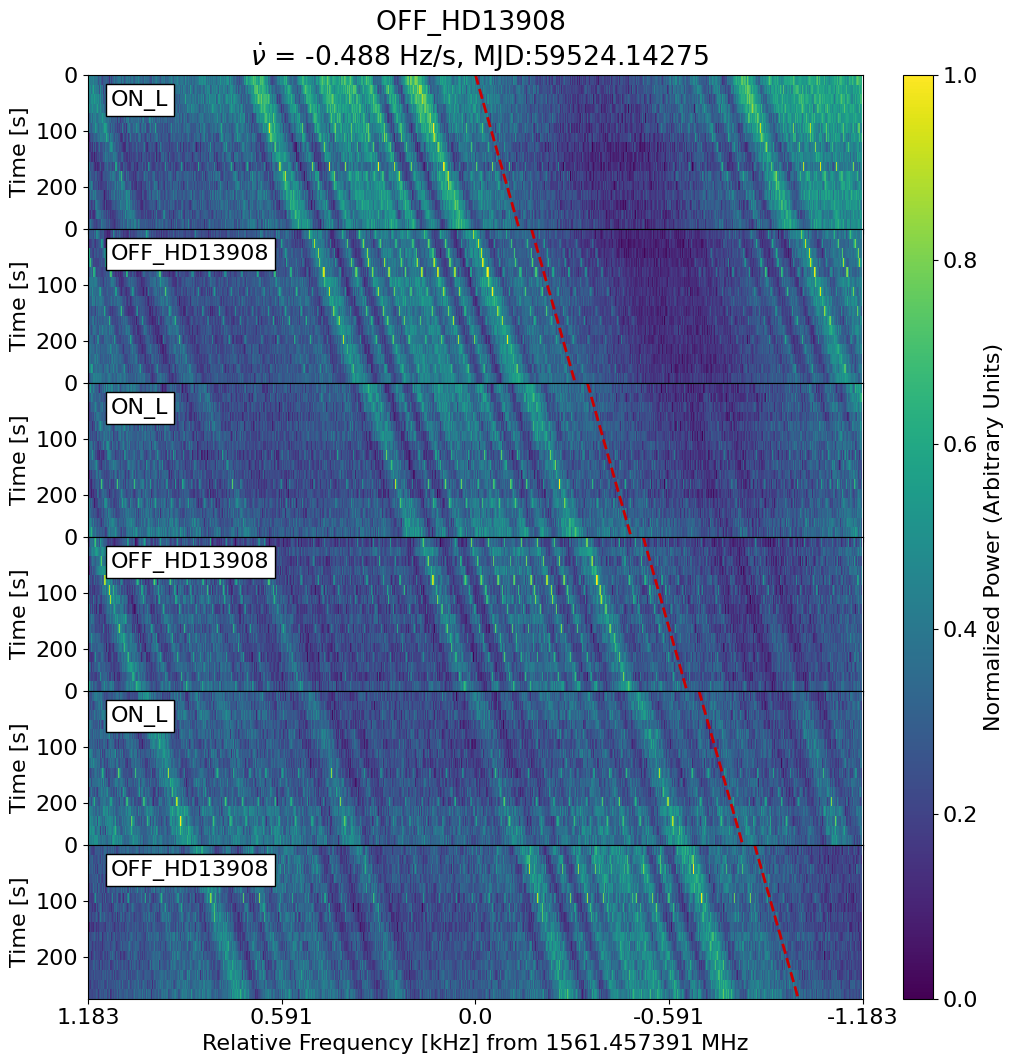 OFF_HD13908
ν̇ = -0.488 Hz/s, MJD:59524.14275
ON_L
OFF_HD13908
ON_L
OFF_HD13908
ON_L
OFF_HD13908
Time [s]
0
100
200
Time [s]
0
100
200
Time [s]
0
100
200
Time [s]
0
100
200
Time [s]
0
100
200
Time [s]
0
100
200
1.183 0.591 0.0 -0.591 -1.183
Relative Frequency [kHz] from 1561.457391 MHz
1.0
0.8
0.6
0.4
0.2
0.0
Normalized Power (Arbitrary Units)